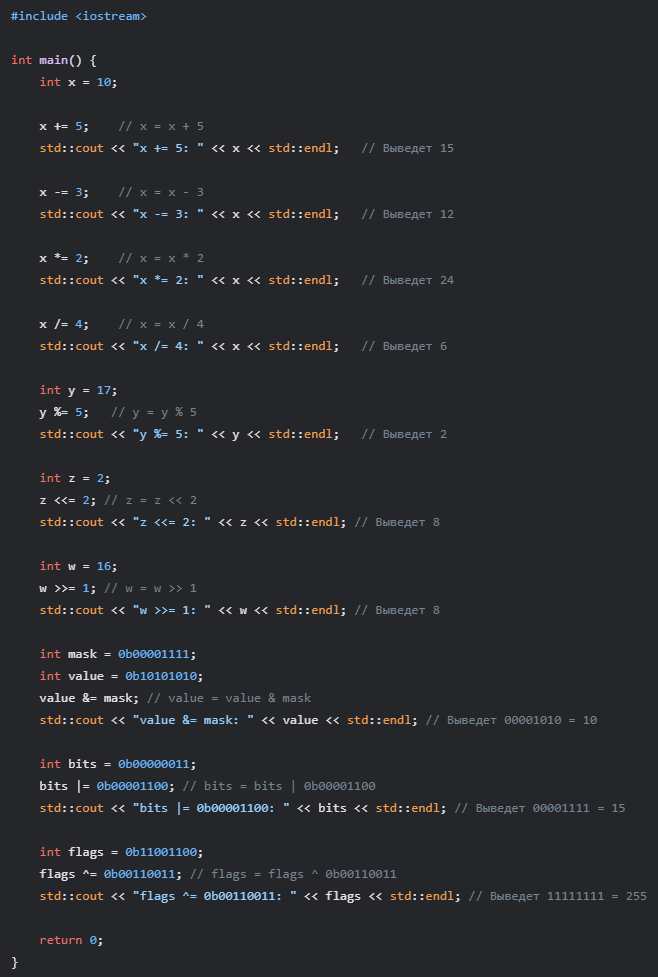 #include <iostream>
int main() {
    int x = 10;
    x += 5;    // x = x + 5
    std::cout << "x += 5: " << x << std::endl;   // Выведет 15
    x -= 3;    // x = x - 3
    std::cout << "x -= 3: " << x << std::endl;   // Выведет 12
    x *= 2;    // x = x * 2
    std::cout << "x *= 2: " << x << std::endl;   // Выведет 24
    x /= 4;    // x = x / 4
    std::cout << "x /= 4: " << x << std::endl;   // Выведет 6
    int y = 17;
    y %= 5;   // y = y % 5
    std::cout << "y %= 5: " << y << std::endl;   // Выведет 2
    int z = 2;
    z <<= 2; // z = z << 2
    std::cout << "z <<= 2: " << z << std::endl; // Выведет 8
    int w = 16;
    w >>= 1; // w = w >> 1
    std::cout << "w >>= 1: " << w << std::endl; // Выведет 8
    int mask = 0b00001111;
    int value = 0b10101010;
    value &= mask; // value = value & mask
    std::cout << "value &= mask: " << value << std::endl; // Выведет 00001010 = 10
    int bits = 0b00000011;
    bits |= 0b00001100; // bits = bits | 0b00001100
    std::cout << "bits |= 0b00001100: " << bits << std::endl; // Выведет 00001111 = 15
    int flags = 0b11001100;
    flags ^= 0b00110011; // flags = flags ^ 0b00110011
    std::cout << "flags ^= 0b00110011: " << flags << std::endl; // Выведет 11111111 = 255
    return 0;
}